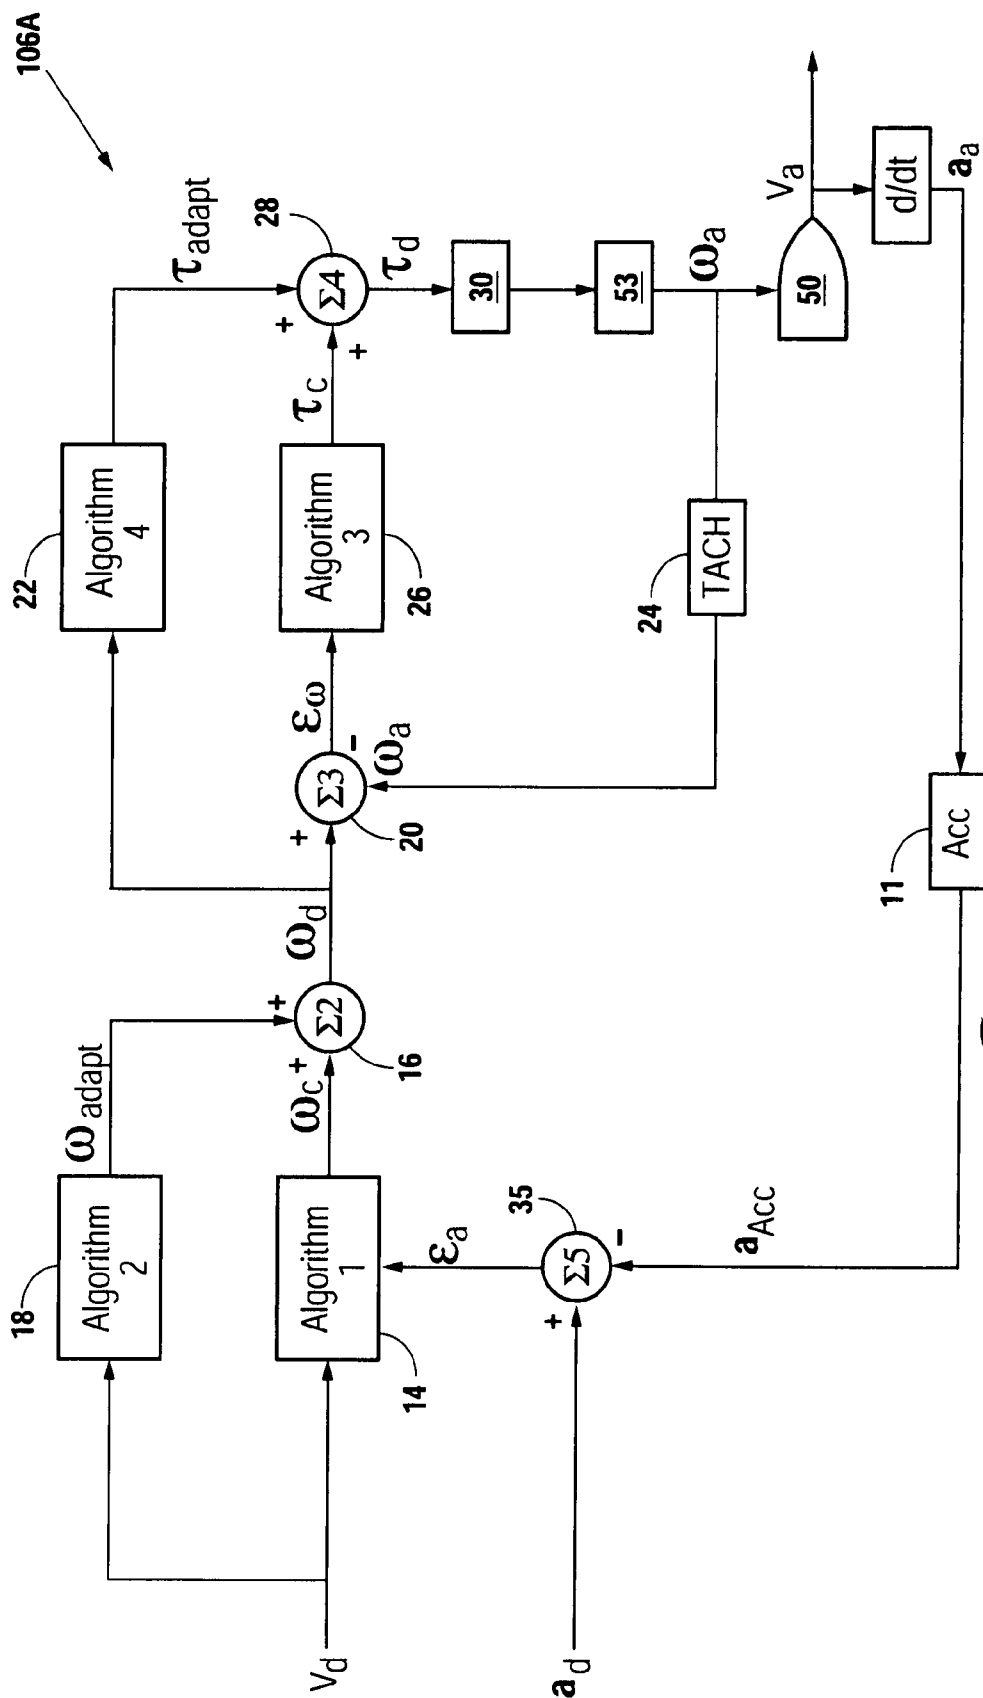 106A
22
Algorithm
4
τadapt
28
Σ4
+
+
τd
30
53
ωa
50
Va
d/dt
aa
18
Algorithm
2
ωadapt
+
Σ2
16
ωc
+
ωd
+
Σ3
20
-
ωa
εω
Algorithm
3
26
τc
24
TACH
Vd
Algorithm
1
14
εa
35
Σ5
+
-
ad
aAcc
11
Acc